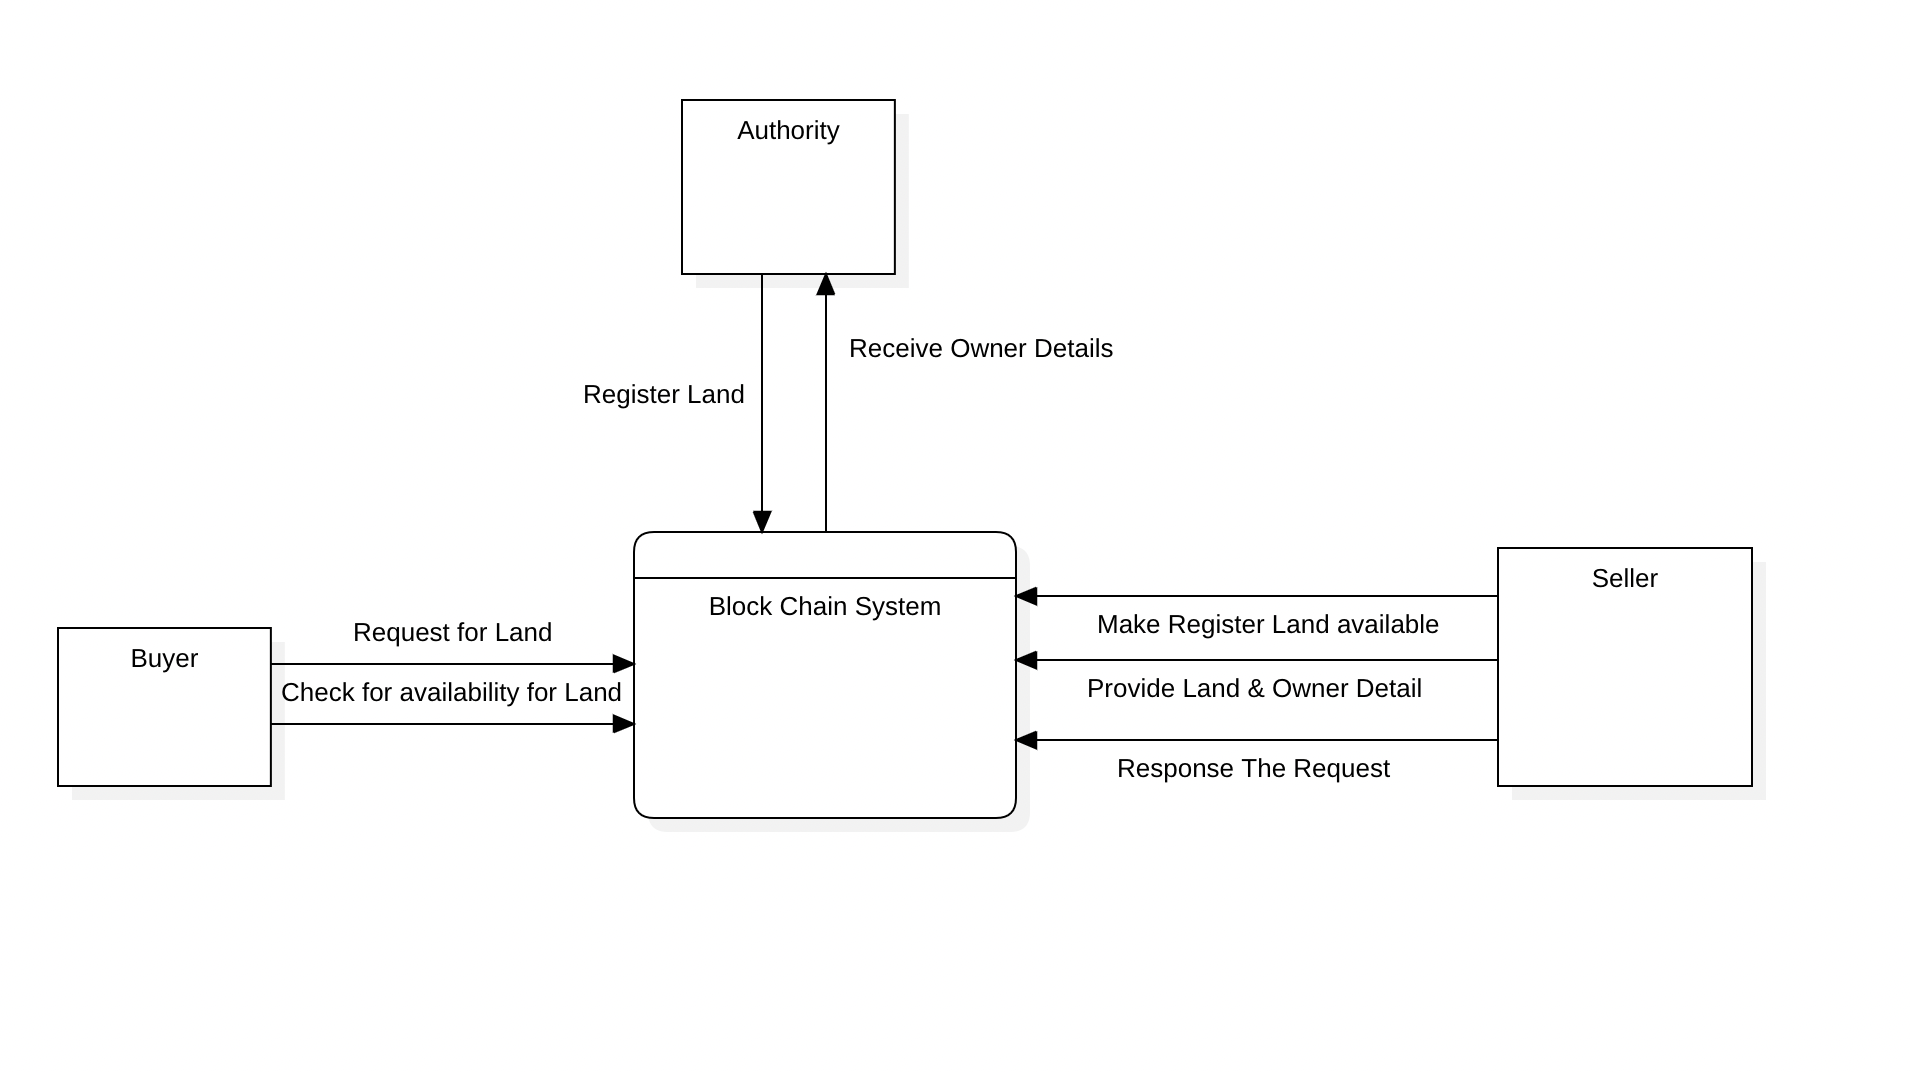 Authority
Receive Owner Details
Register Land
Block Chain System
Seller
Make Register Land available
Request for Land
Buyer
Check for availability for Land
Provide Land & Owner Detail
Response The Request